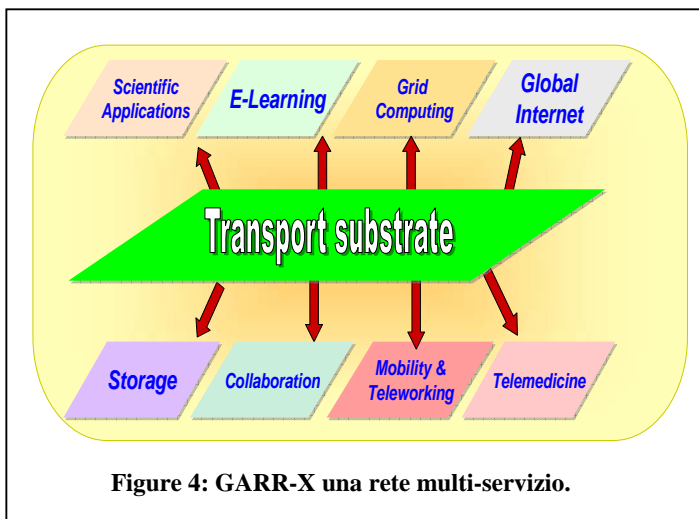 Scientific
Applications
E-Learning
Grid
Computing
Global
Internet
Transport substrate
Storage
Collaboration
Mobility &
Teleworking
Telemedicine
Figure 4: GARR-X una rete multi-servizio.